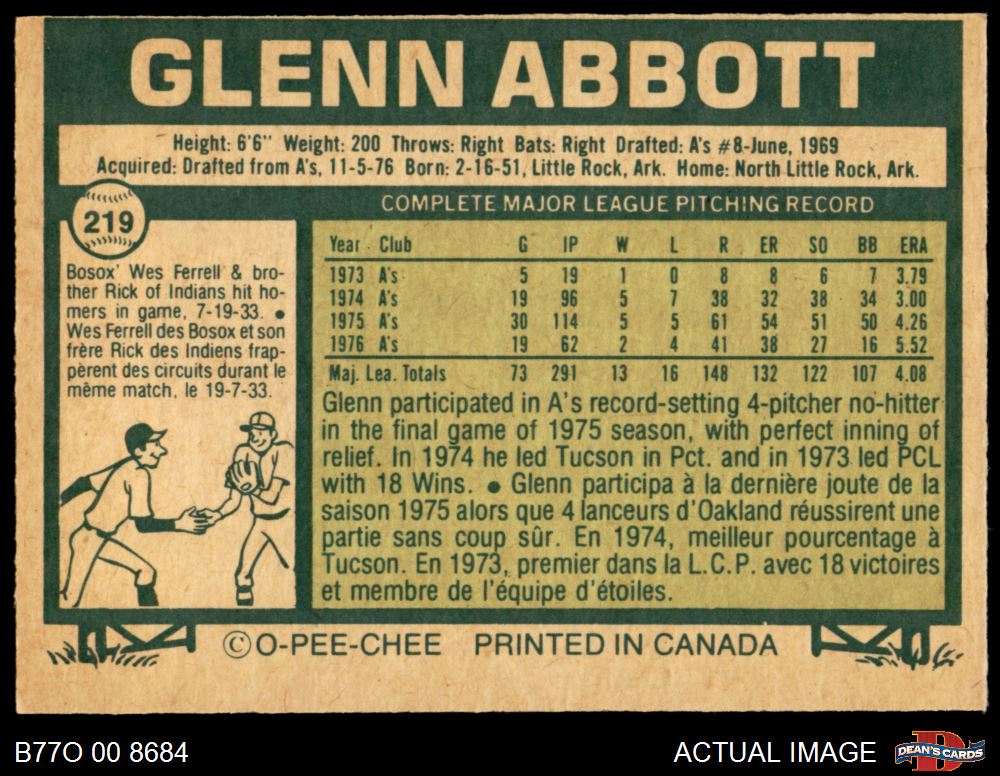 GLENN ABBOTT
Height: 6'6" Weight: 200 Throws: Right Bats: Right Drafted: A's #8-June, 1969
Acquired: Drafted from A's, 11-5-76 Born: 2-16-51, Little Rock, Ark. Home: North Little Rock, Ark.
219
Bosox' Wes Ferrell & bro-
ther Rick of Indians hit ho-
mers in game, 7-19-33. ●
Wes Ferrell des Bosox et son
frère Rick des Indiens frap-
pèrent des circuits durant le
même match, le 19-7-33.
COMPLETE MAJOR LEAGUE PITCHING RECORD
Year Club G IP W L R ER SO BB ERA
1973 A's 5 19 1 0 8 8 6 7 3.79
1974 A's 19 96 5 7 38 32 38 34 3.00
1975 A's 30 114 5 5 61 54 51 50 4.26
1976 A's 19 62 2 4 41 38 27 16 5.52
Maj. Lea. Totals 73 291 13 16 148 132 122 107 4.08
Glenn participated in A's record-setting 4-pitcher no-hitter
in the final game of 1975 season, with perfect inning of
relief. In 1974 he led Tucson in Pct. and in 1973 led PCL
with 18 Wins. ● Glenn participa à la dernière joute de la
saison 1975 alors que 4 lanceurs d'Oakland réussirent une
partie sans coup sûr. En 1974, meilleur pourcentage à
Tucson. En 1973, premier dans la L.C.P. avec 18 victoires
et membre de l'équipe d'étoiles.
© O-PEE-CHEE PRINTED IN CANADA
B77O 00 8684
ACTUAL IMAGE
D
DEAN'S CARDS